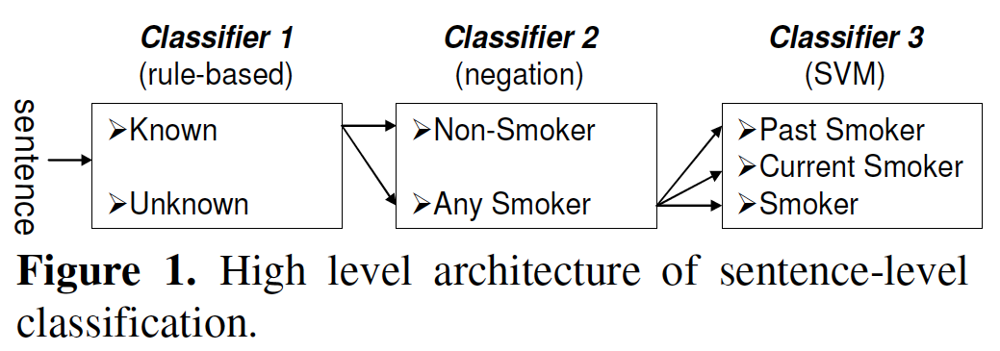 Classifier 1
(rule-based)
Classifier 2
(negation)
Classifier 3
(SVM)
sentence
➢Known
➢Unknown
➢Non-Smoker
➢Any Smoker
➢Past Smoker
➢Current Smoker
➢Smoker
Figure 1. High level architecture of sentence-level
classification.